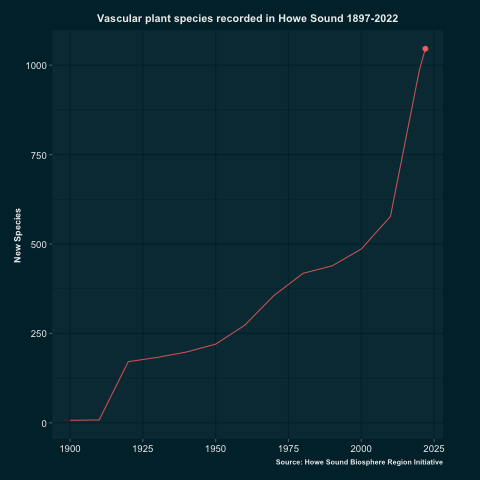 Vascular plant species recorded in Howe Sound 1897-2022
1000
750
500
250
0
New Species
1900 1925 1950 1975 2000 2025
Source: Howe Sound Biosphere Region Initiative